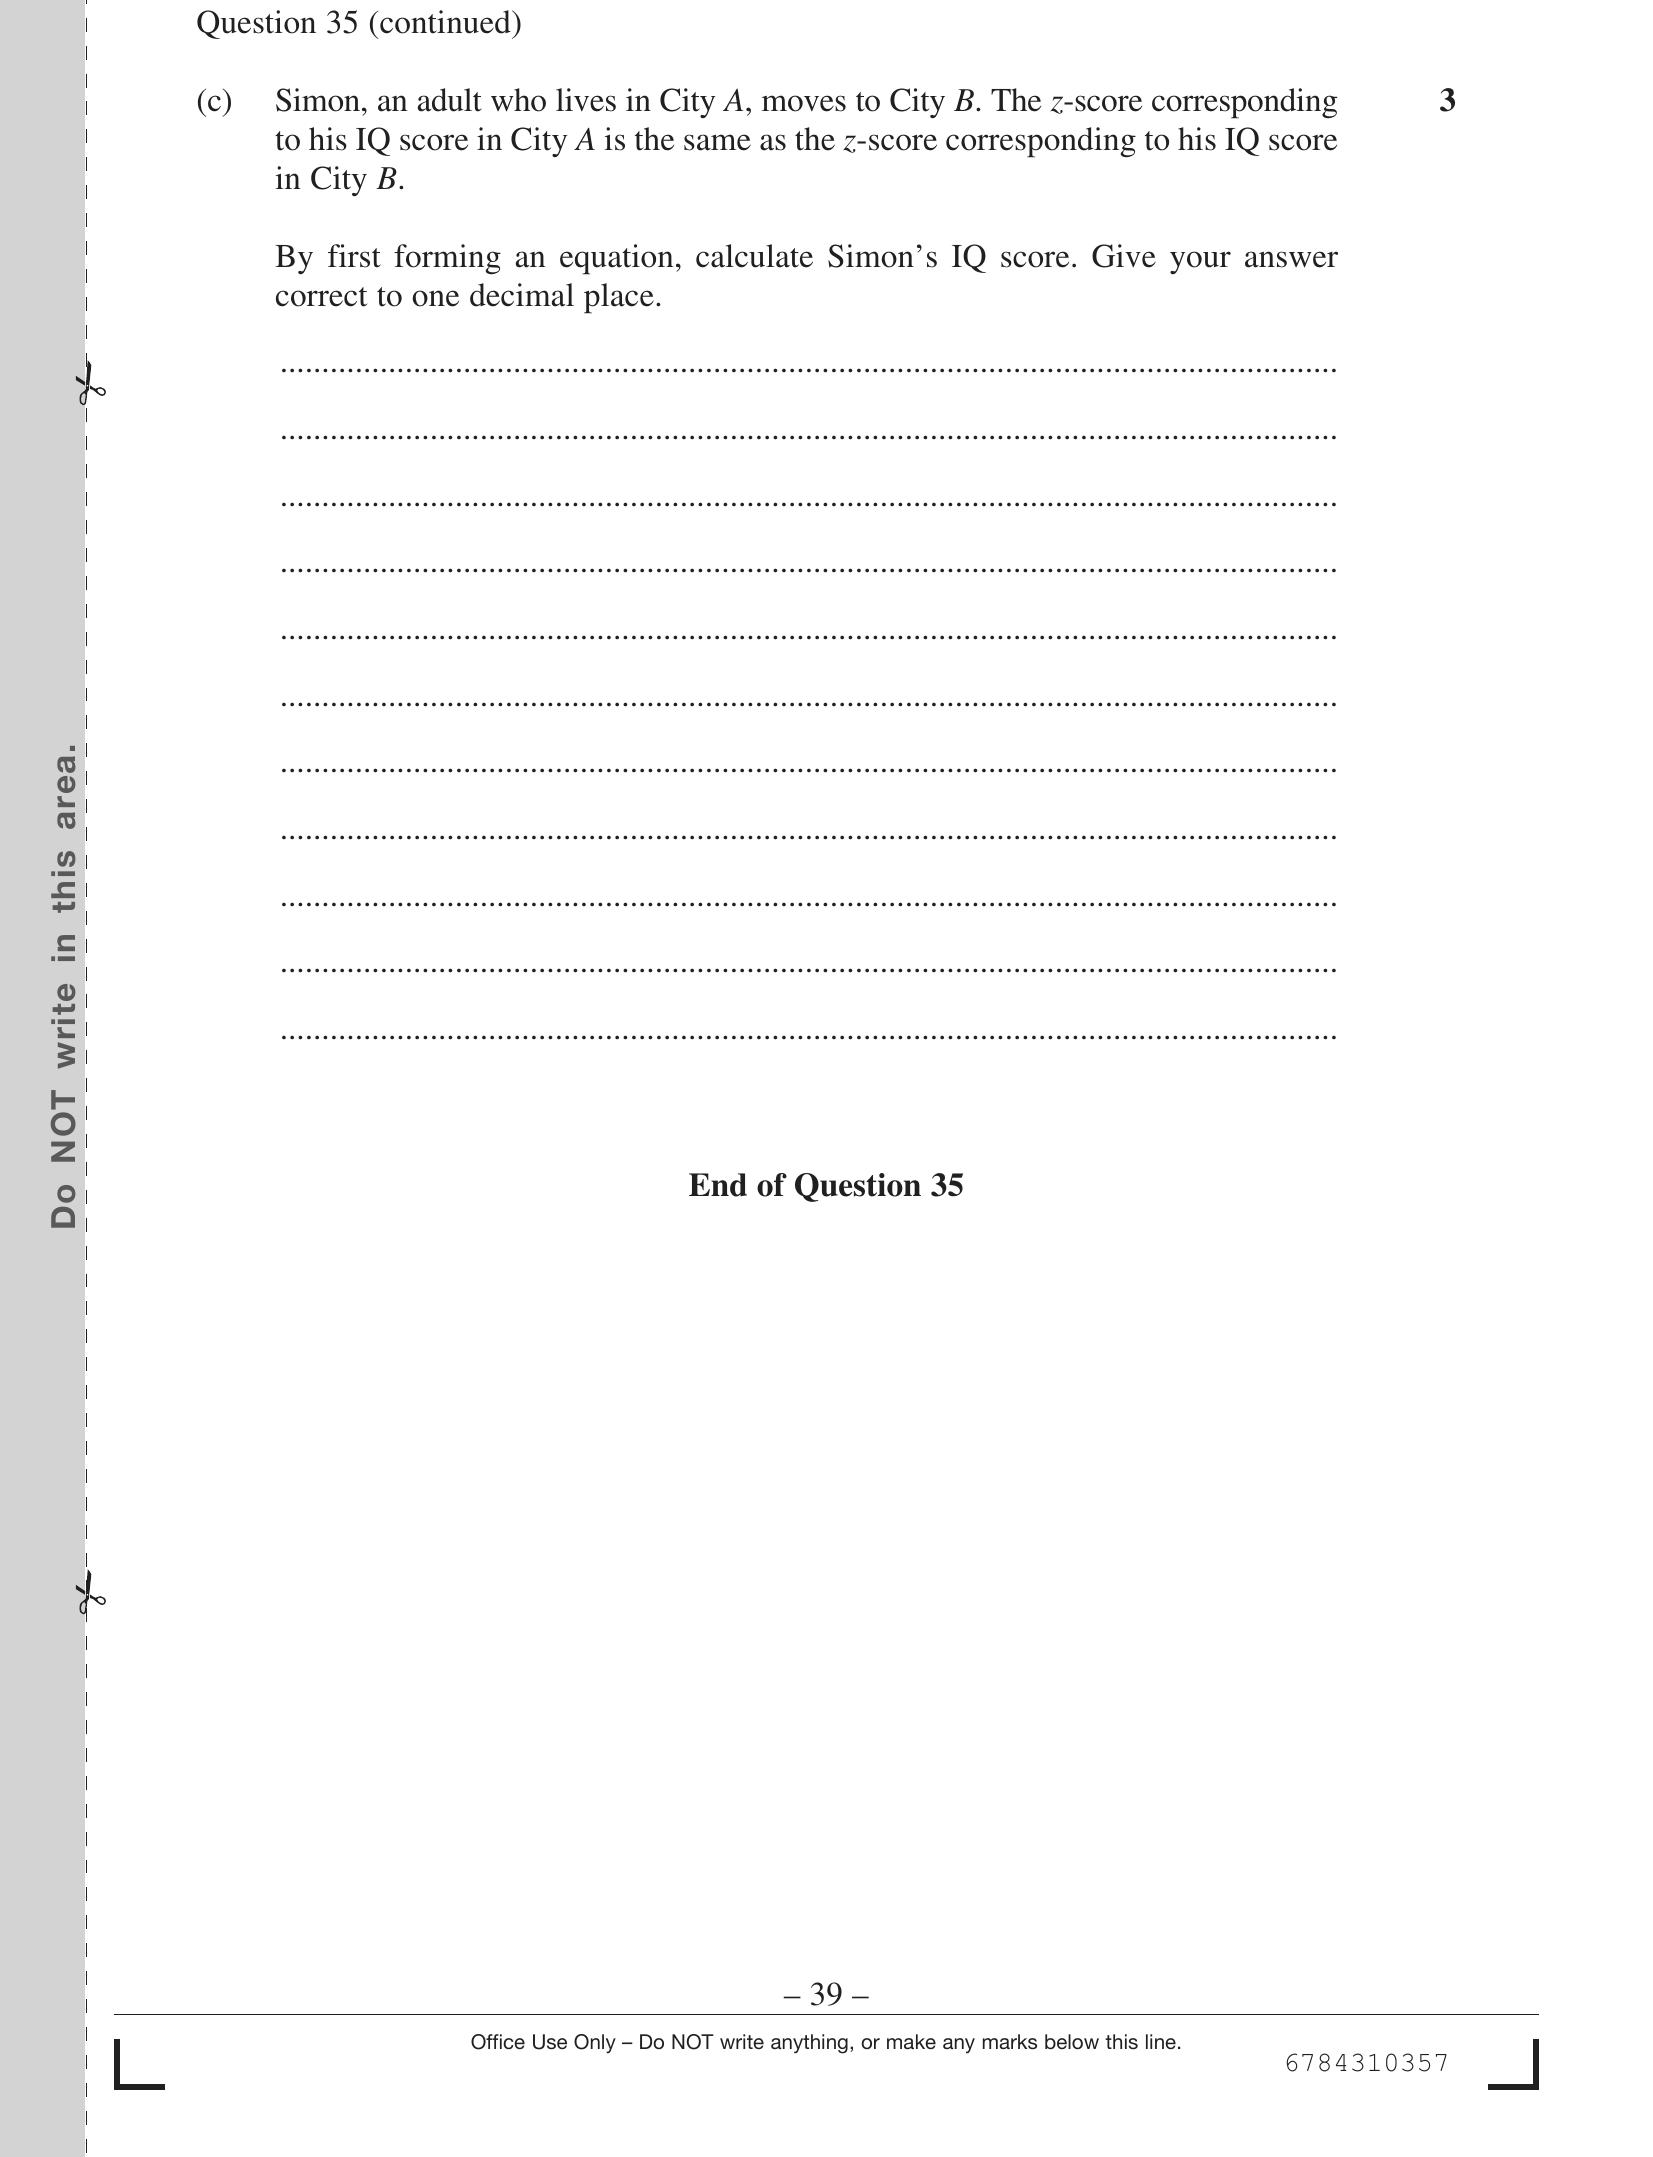 Question 35 (continued)
(c) Simon, an adult who lives in City A, moves to City B. The z-score corresponding 3
to his IQ score in City A is the same as the z-score corresponding to his IQ score
in City B.
By first forming an equation, calculate Simon’s IQ score. Give your answer
correct to one decimal place.
................................................................................
................................................................................
................................................................................
................................................................................
................................................................................
................................................................................
................................................................................
................................................................................
................................................................................
................................................................................
................................................................................
Do NOT write in this area.
End of Question 35
– 39 –
Office Use Only – Do NOT write anything, or make any marks below this line.
6784310357